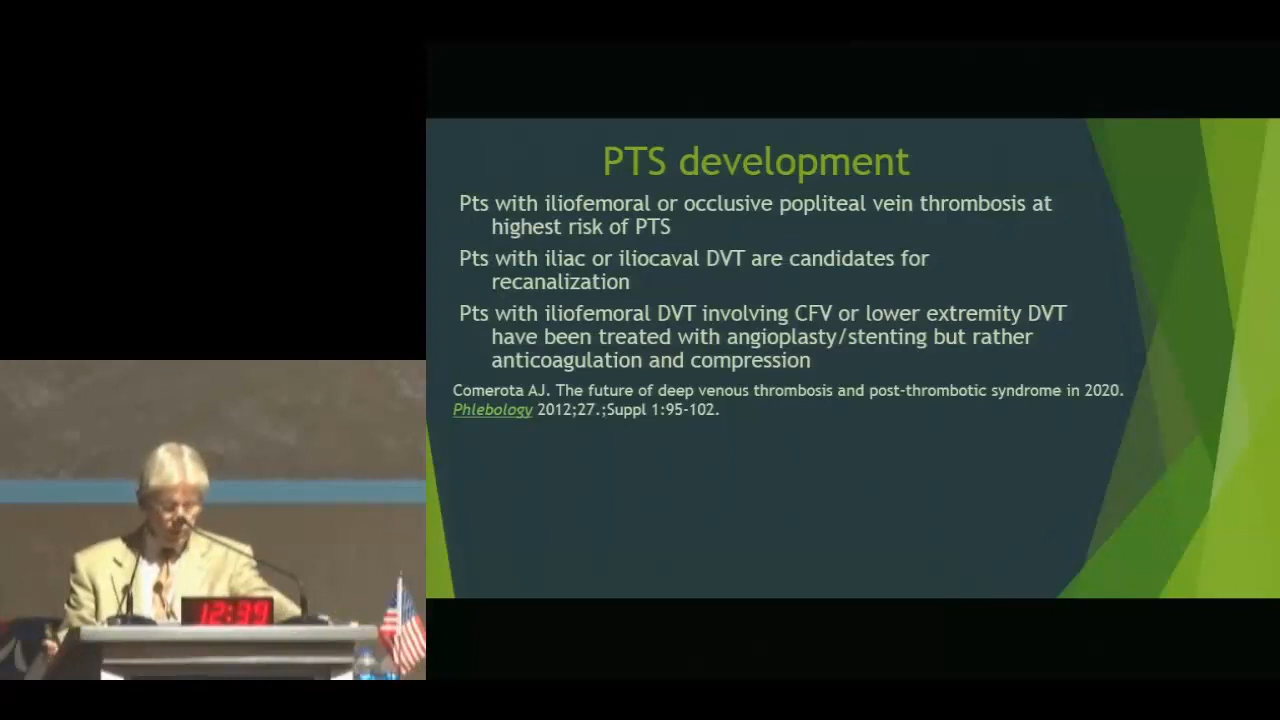 PTS development
Pts with iliofemoral or occlusive popliteal vein thrombosis at
highest risk of PTS
Pts with iliac or iliocaval DVT are candidates for
recanalization
Pts with iliofemoral DVT involving CFV or lower extremity DVT
have been treated with angioplasty/stenting but rather
anticoagulation and compression
Comerota AJ. The future of deep venous thrombosis and post-thrombotic syndrome in 2020.
Phlebology 2012;27.;Suppl 1:95-102.
12:39